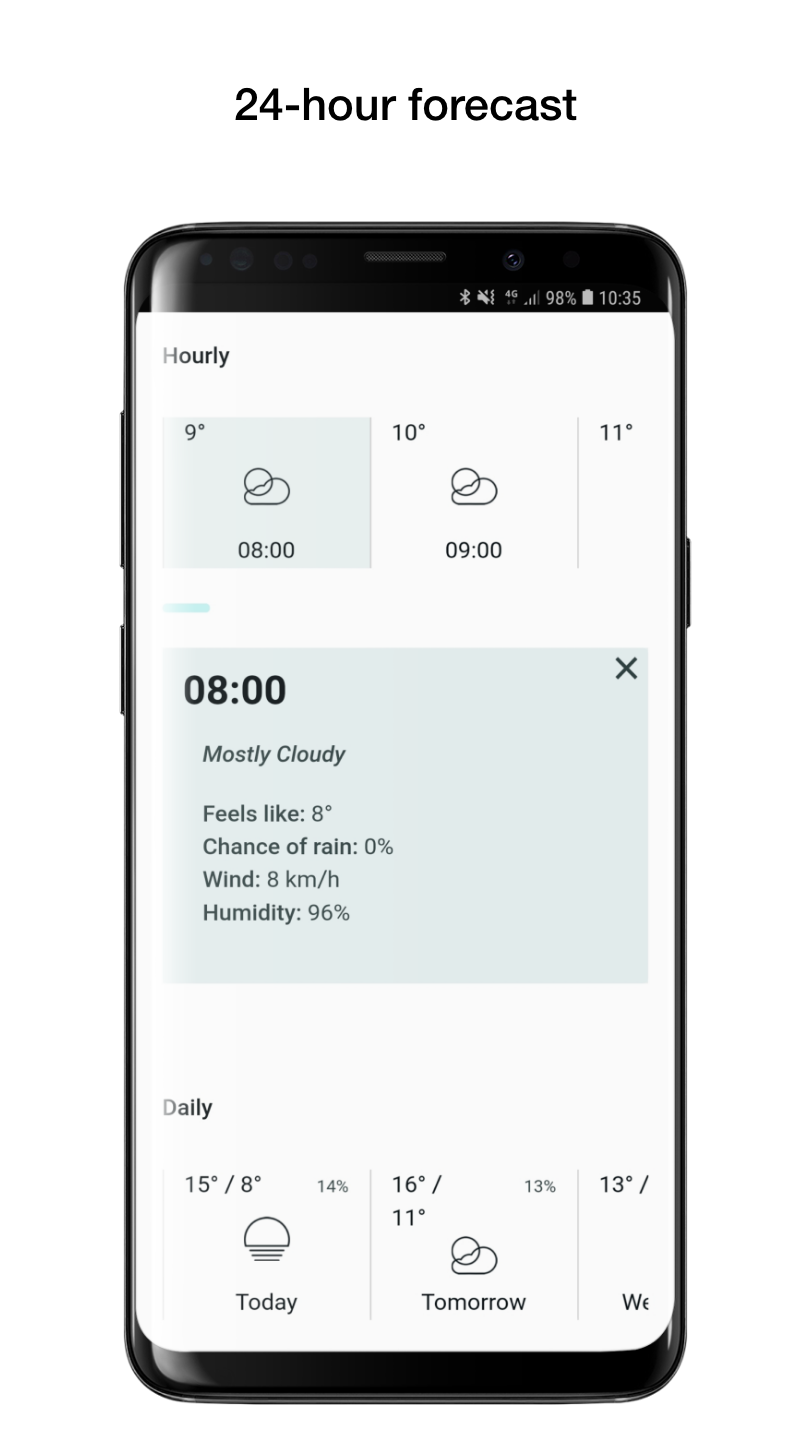 24-hour forecast
4G 98% 10:35
Hourly
9° 10° 11°
08:00 09:00
08:00
Mostly Cloudy
Feels like: 8°
Chance of rain: 0%
Wind: 8 km/h
Humidity: 96%
Daily
15° / 8° 14% 16° / 13% 13° /
11°
Today Tomorrow We